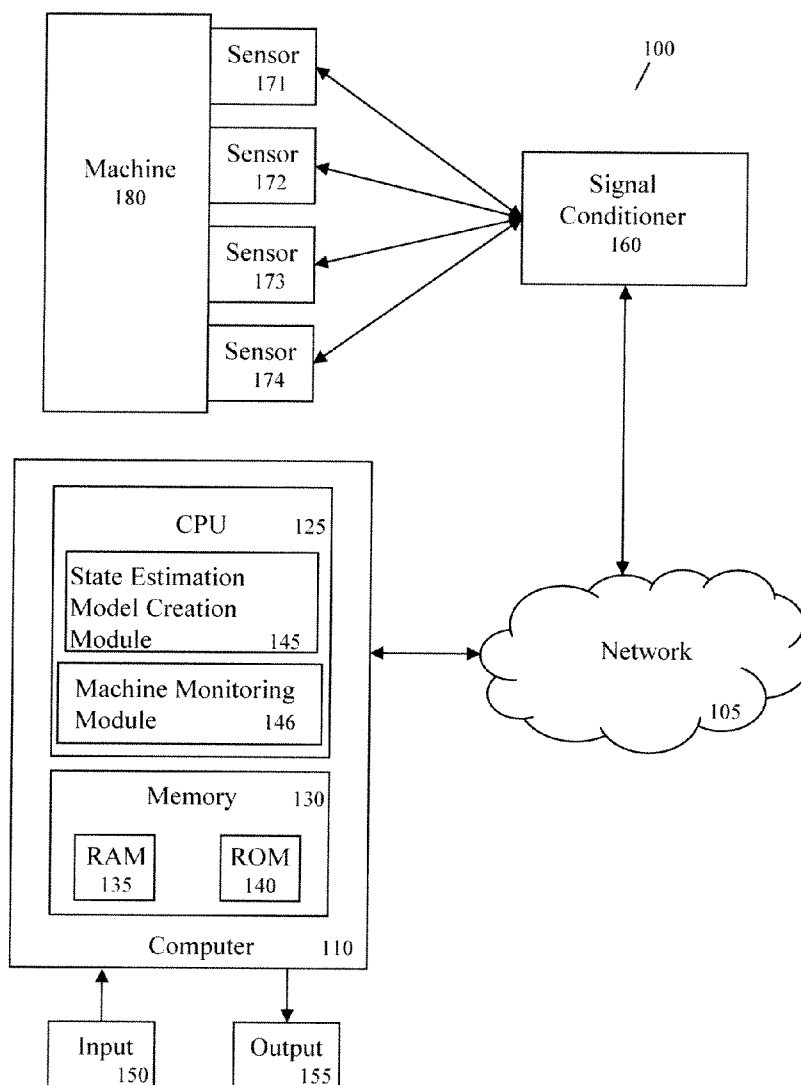 Sensor
171
100
Machine
180
Sensor
172
Signal
Conditioner
160
Sensor
173
Sensor
174
CPU 125
State Estimation
Model Creation
Module 145
Machine Monitoring
Module 146
Network
105
Memory 130
RAM
135
ROM
140
Computer 110
Input
150
Output
155